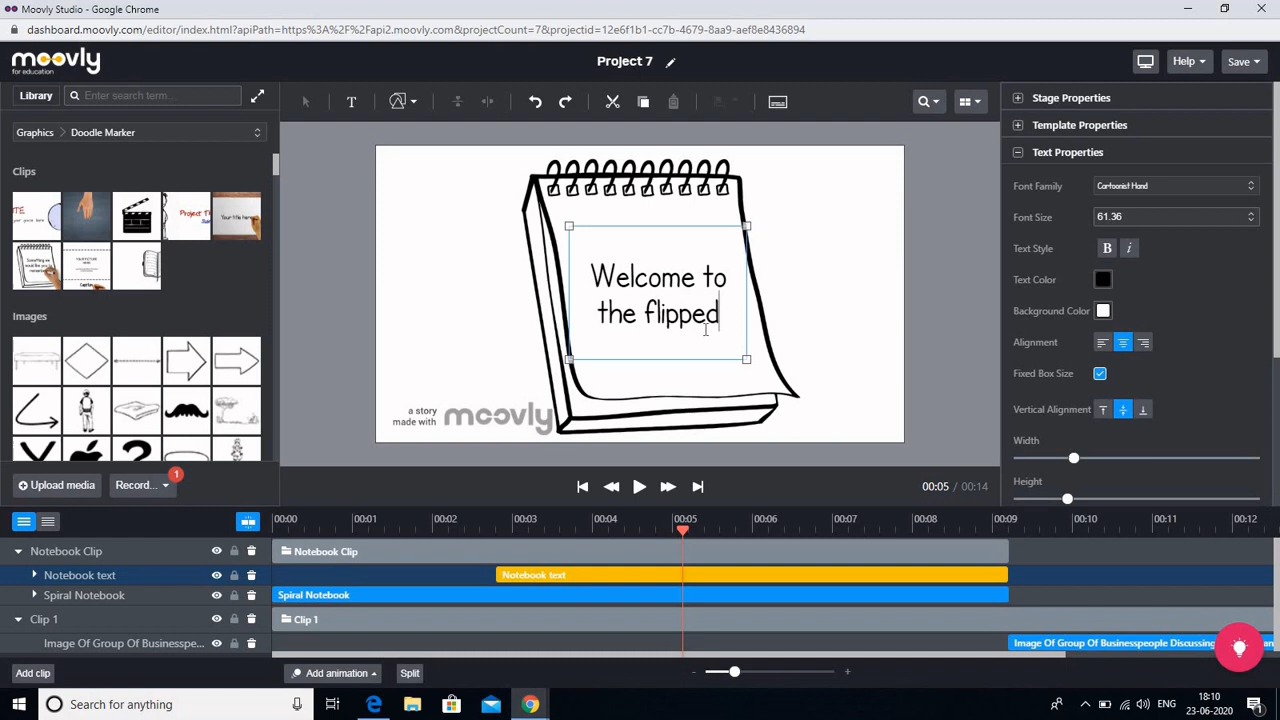 Moovly Studio - Google Chrome
dashboard.moovly.com/editor/index.html?apiPath=https%3A%2F%2Fapi2.moovly.com&projectCount=7&projectid=12e6f1b1-cc7b-4679-8aa9-aef8e8436894
moovly
for education
Project 7
Help
Save
Library
Enter search term...
T
Graphics > Doodle Marker
Clips
Images
Upload media
Record...
1
Welcome to
the flipped
a story
made with
moovly
00:05 / 00:14
Stage Properties
Template Properties
Text Properties
Font Family
Cartoonist Hand
Font Size
61.36
Text Style
B i
Text Color
Background Color
Alignment
Fixed Box Size
Vertical Alignment
Width
Height
00:00 00:01 00:02 00:03 00:04 00:05 00:06 00:07 00:08 00:09 00:10 00:11 00:12
Notebook Clip
Notebook Clip
Notebook text
Notebook text
Spiral Notebook
Spiral Notebook
Clip 1
Clip 1
Image Of Group Of Businesspe...
Image Of Group Of Businesspeople Discussing
Add clip
Add animation
Split
- +
Type here to search
ENG
18:10
23-06-2020